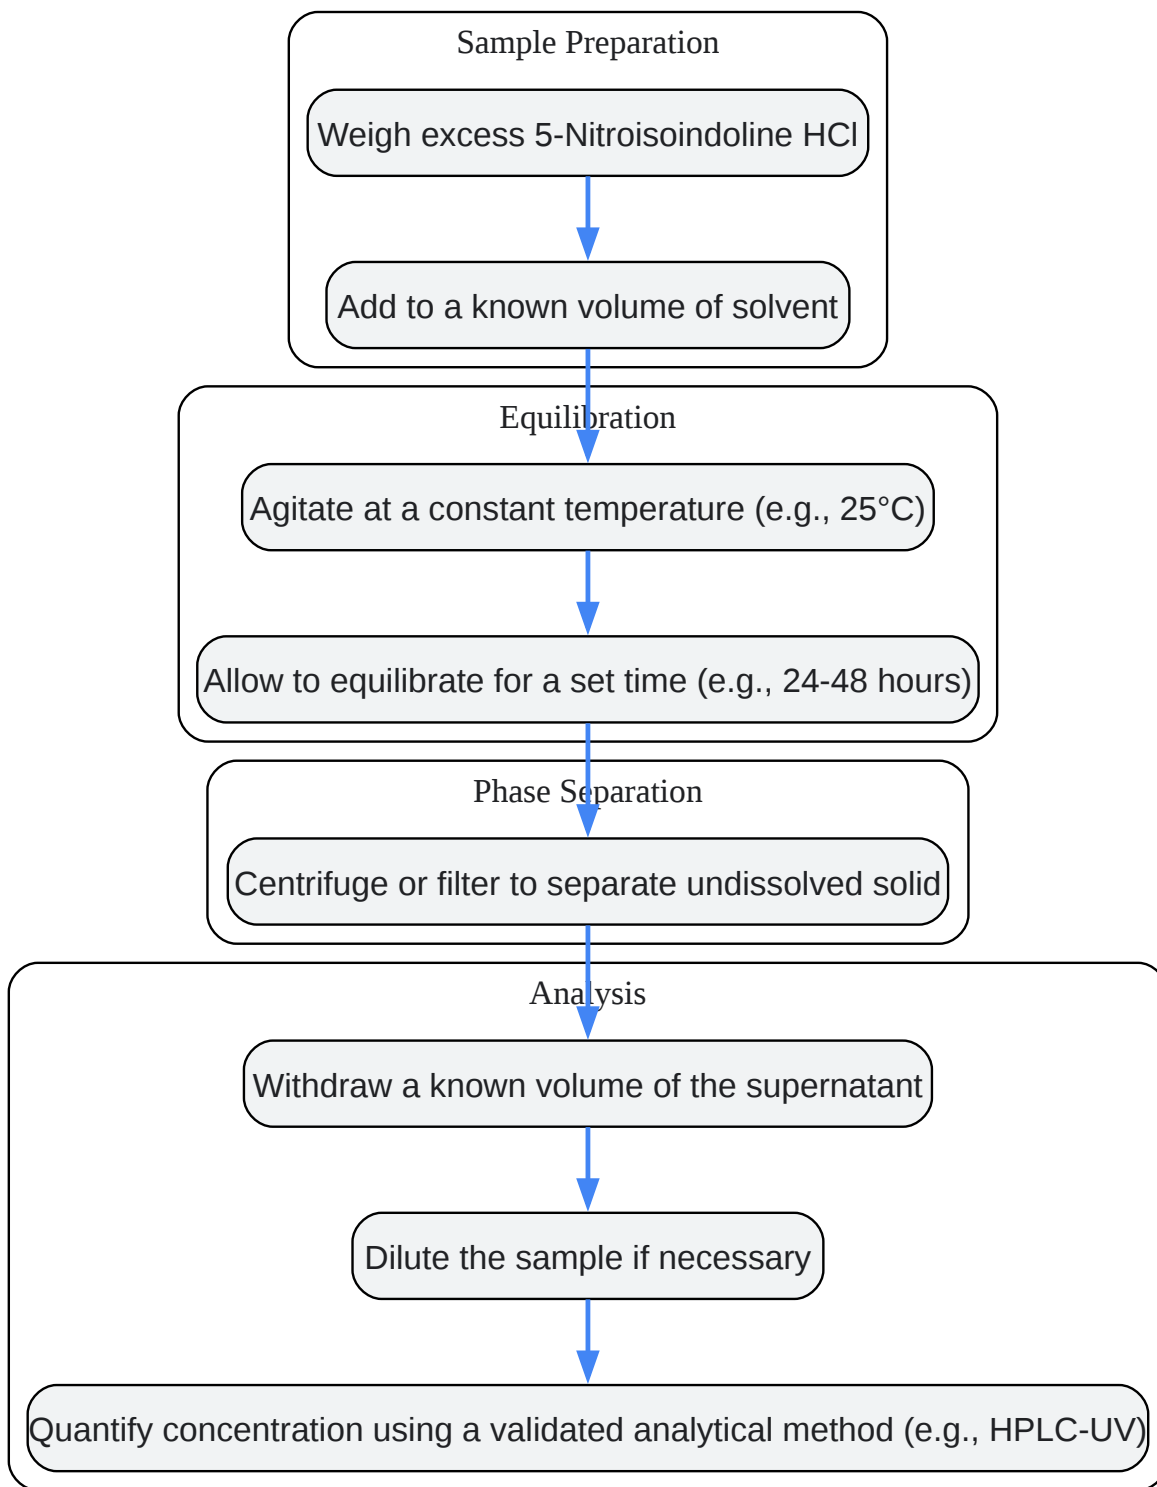 Sample Preparation
Weigh excess 5-Nitroisoindoline HCl
Add to a known volume of solvent
Equilibration
Agitate at a constant temperature (e.g., 25°C)
Allow to equilibrate for a set time (e.g., 24-48 hours)
Phase Separation
Centrifuge or filter to separate undissolved solid
Analysis
Withdraw a known volume of the supernatant
Dilute the sample if necessary
Quantify concentration using a validated analytical method (e.g., HPLC-UV)